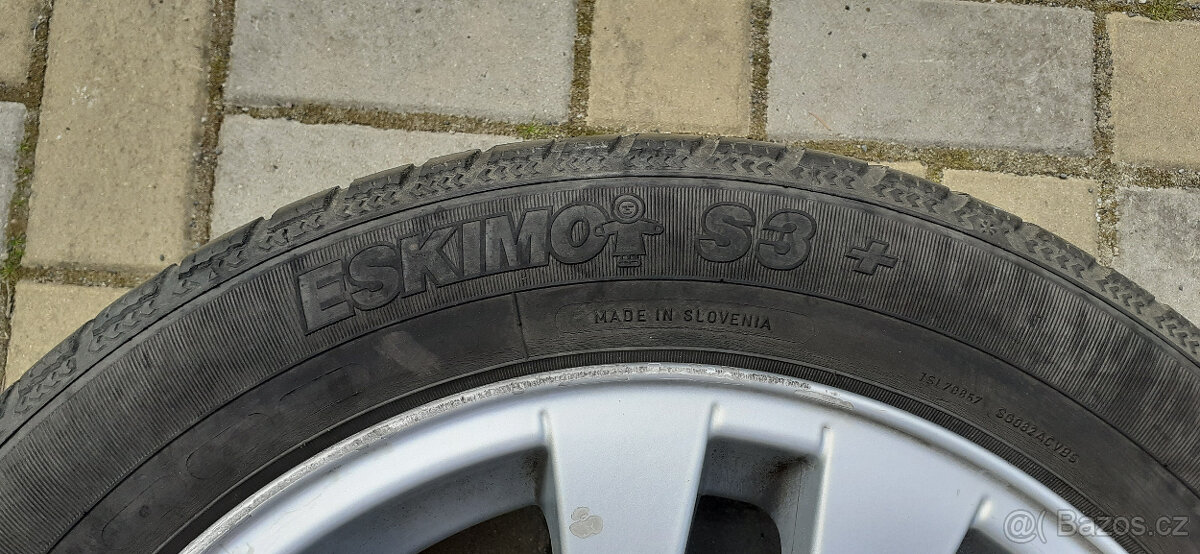 ESKIMO S3 +
MADE IN SLOVENIA
@Bazos.cz